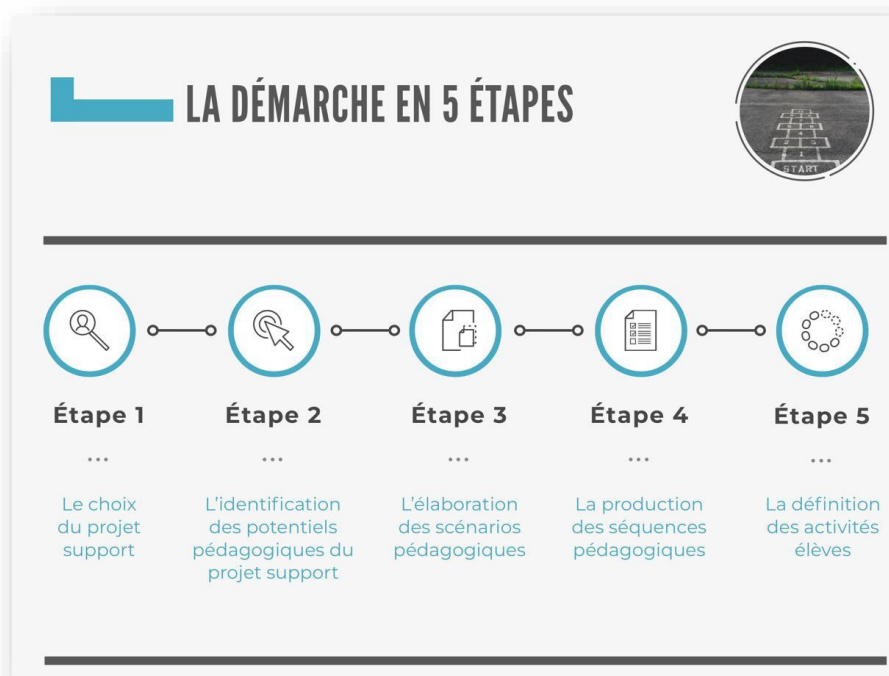 LA DÉMARCHE EN 5 ÉTAPES
START
Étape 1
...
Le choix
du projet
support
Étape 2
...
L'identification
des potentiels
pédagogiques du
projet support
Étape 3
...
L'élaboration
des scénarios
pédagogiques
Étape 4
...
La production
des séquences
pédagogiques
Étape 5
...
La définition
des activités
élèves